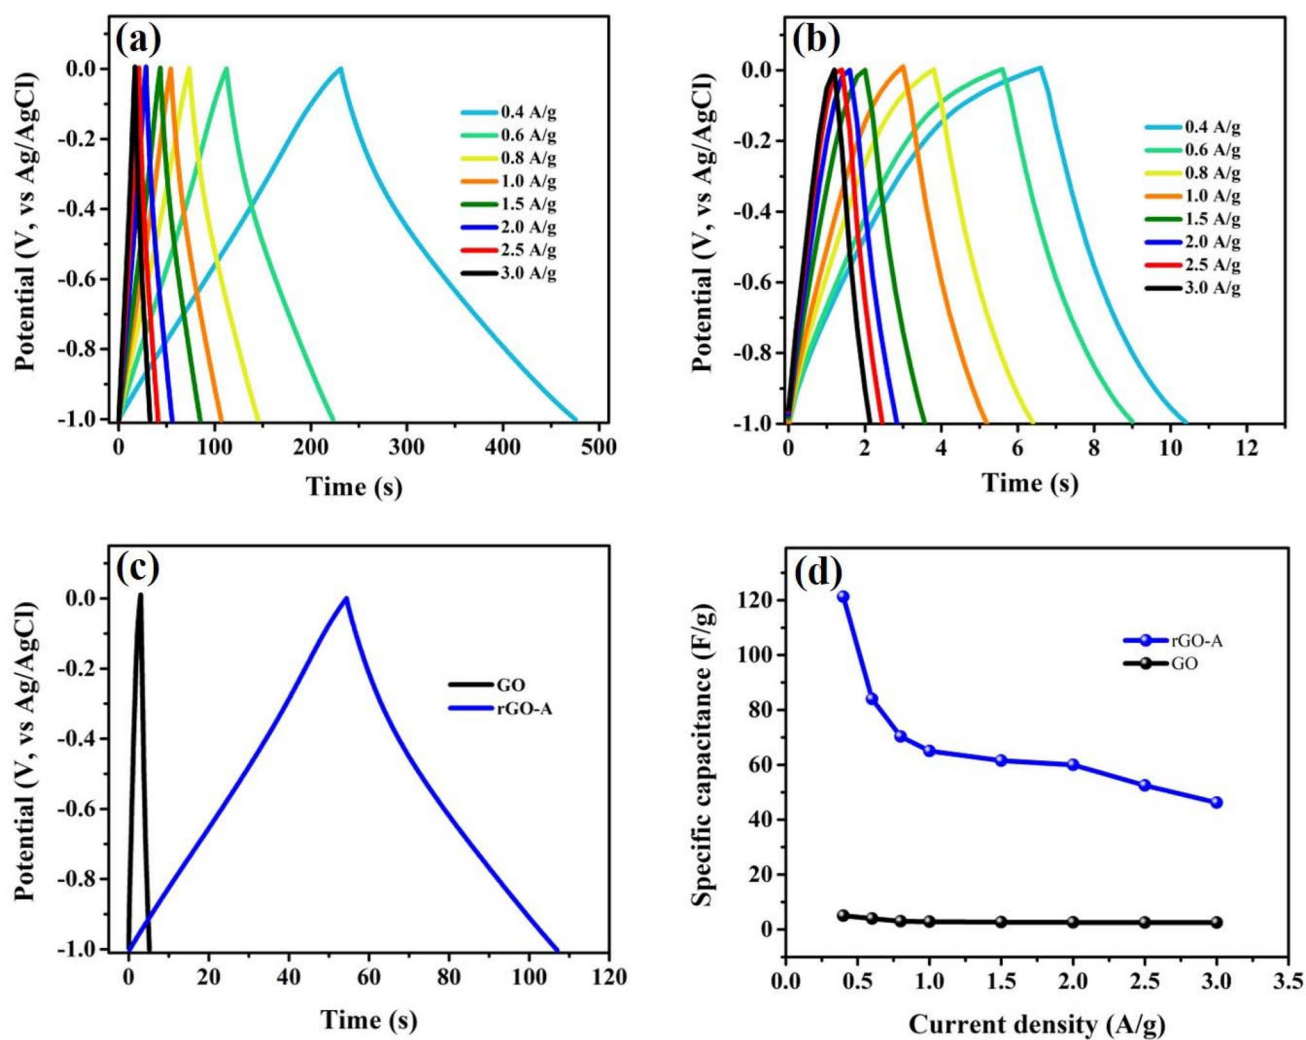 (a)
0.0
-0.2
-0.4
-0.6
-0.8
-1.0
Potential (V, vs Ag/AgCl)
0.4 A/g
0.6 A/g
0.8 A/g
1.0 A/g
1.5 A/g
2.0 A/g
2.5 A/g
3.0 A/g
0 100 200 300 400 500
Time (s)
(b)
0.0
-0.2
-0.4
-0.6
-0.8
-1.0
Potential (V, vs Ag/AgCl)
0.4 A/g
0.6 A/g
0.8 A/g
1.0 A/g
1.5 A/g
2.0 A/g
2.5 A/g
3.0 A/g
0 2 4 6 8 10 12
Time (s)
(c)
0.0
-0.2
-0.4
-0.6
-0.8
-1.0
Potential (V, vs Ag/AgCl)
GO
rGO-A
0 20 40 60 80 100 120
Time (s)
(d)
120
100
80
60
40
20
0
Specific capacitance (F/g)
rGO-A
GO
0.0 0.5 1.0 1.5 2.0 2.5 3.0 3.5
Current density (A/g)